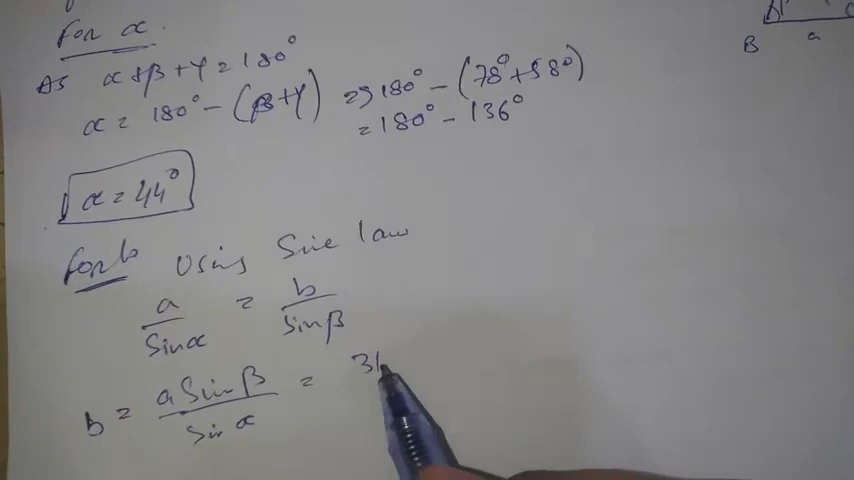 For α.
As α+β+γ=180°
α = 180° - (β+γ) => 180° - (78°+58°)
= 180° - 136°
α = 44°
For b Using Sine law
a/Sinα = b/Sinβ
b = a Sinβ/Sin α = 31
B a